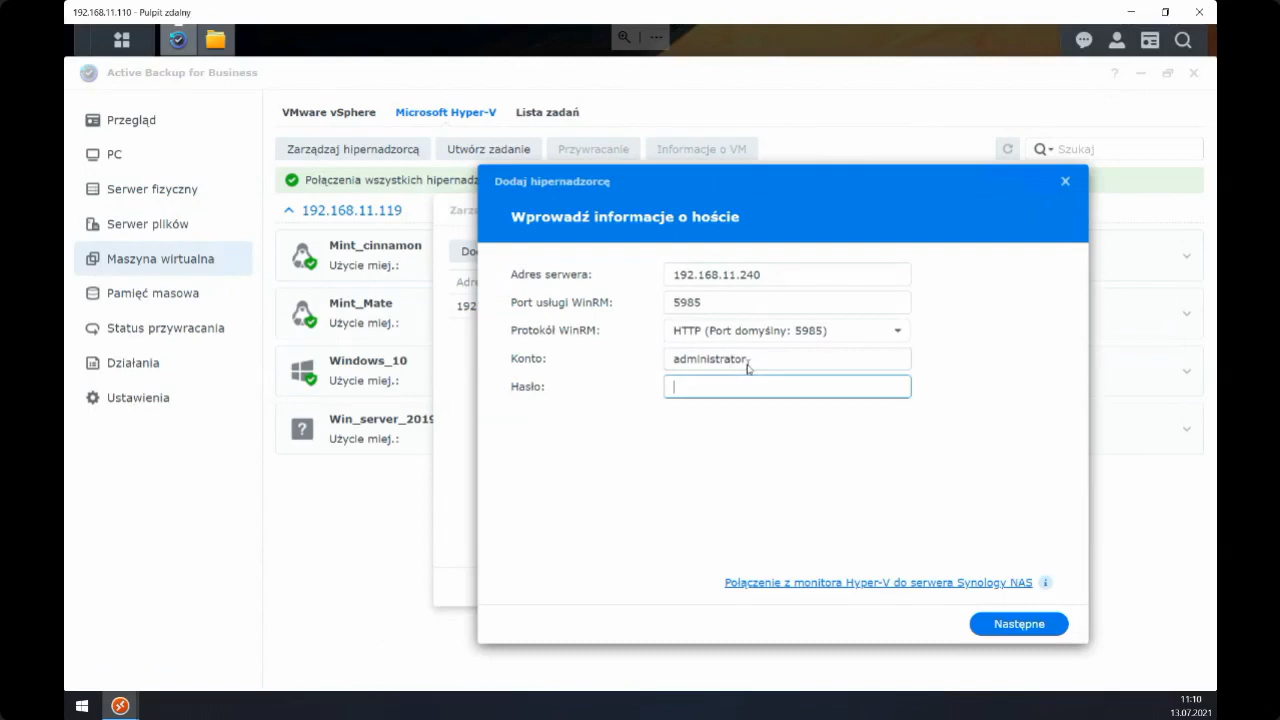 192.168.11.110 - Pulpit zdalny
Active Backup for Business
Przegląd
PC
Serwer fizyczny
Serwer plików
Maszyna wirtualna
Pamięć masowa
Status przywracania
Działania
Ustawienia
VMware vSphere
Microsoft Hyper-V
Lista zadań
Zarządzaj hipernadzorcą
Utwórz zadanie
Przywracanie
Informacje o VM
Szukaj
Połączenia wszystkich hipernadz
192.168.11.119
Mint_cinnamon
Użycie miej.:
Mint_Mate
Użycie miej.:
Windows_10
Użycie miej.:
Win_server_2019
Użycie miej.:
Zarz
Do
Adre
192
Dodaj hipernadzorcę
Wprowadź informacje o hoście
Adres serwera: 192.168.11.240
Port usługi WinRM: 5985
Protokół WinRM: HTTP (Port domyślny: 5985)
Konto: administrator
Hasło:
Połączenie z monitora Hyper-V do serwera Synology NAS
Następne
11:10
13.07.2021